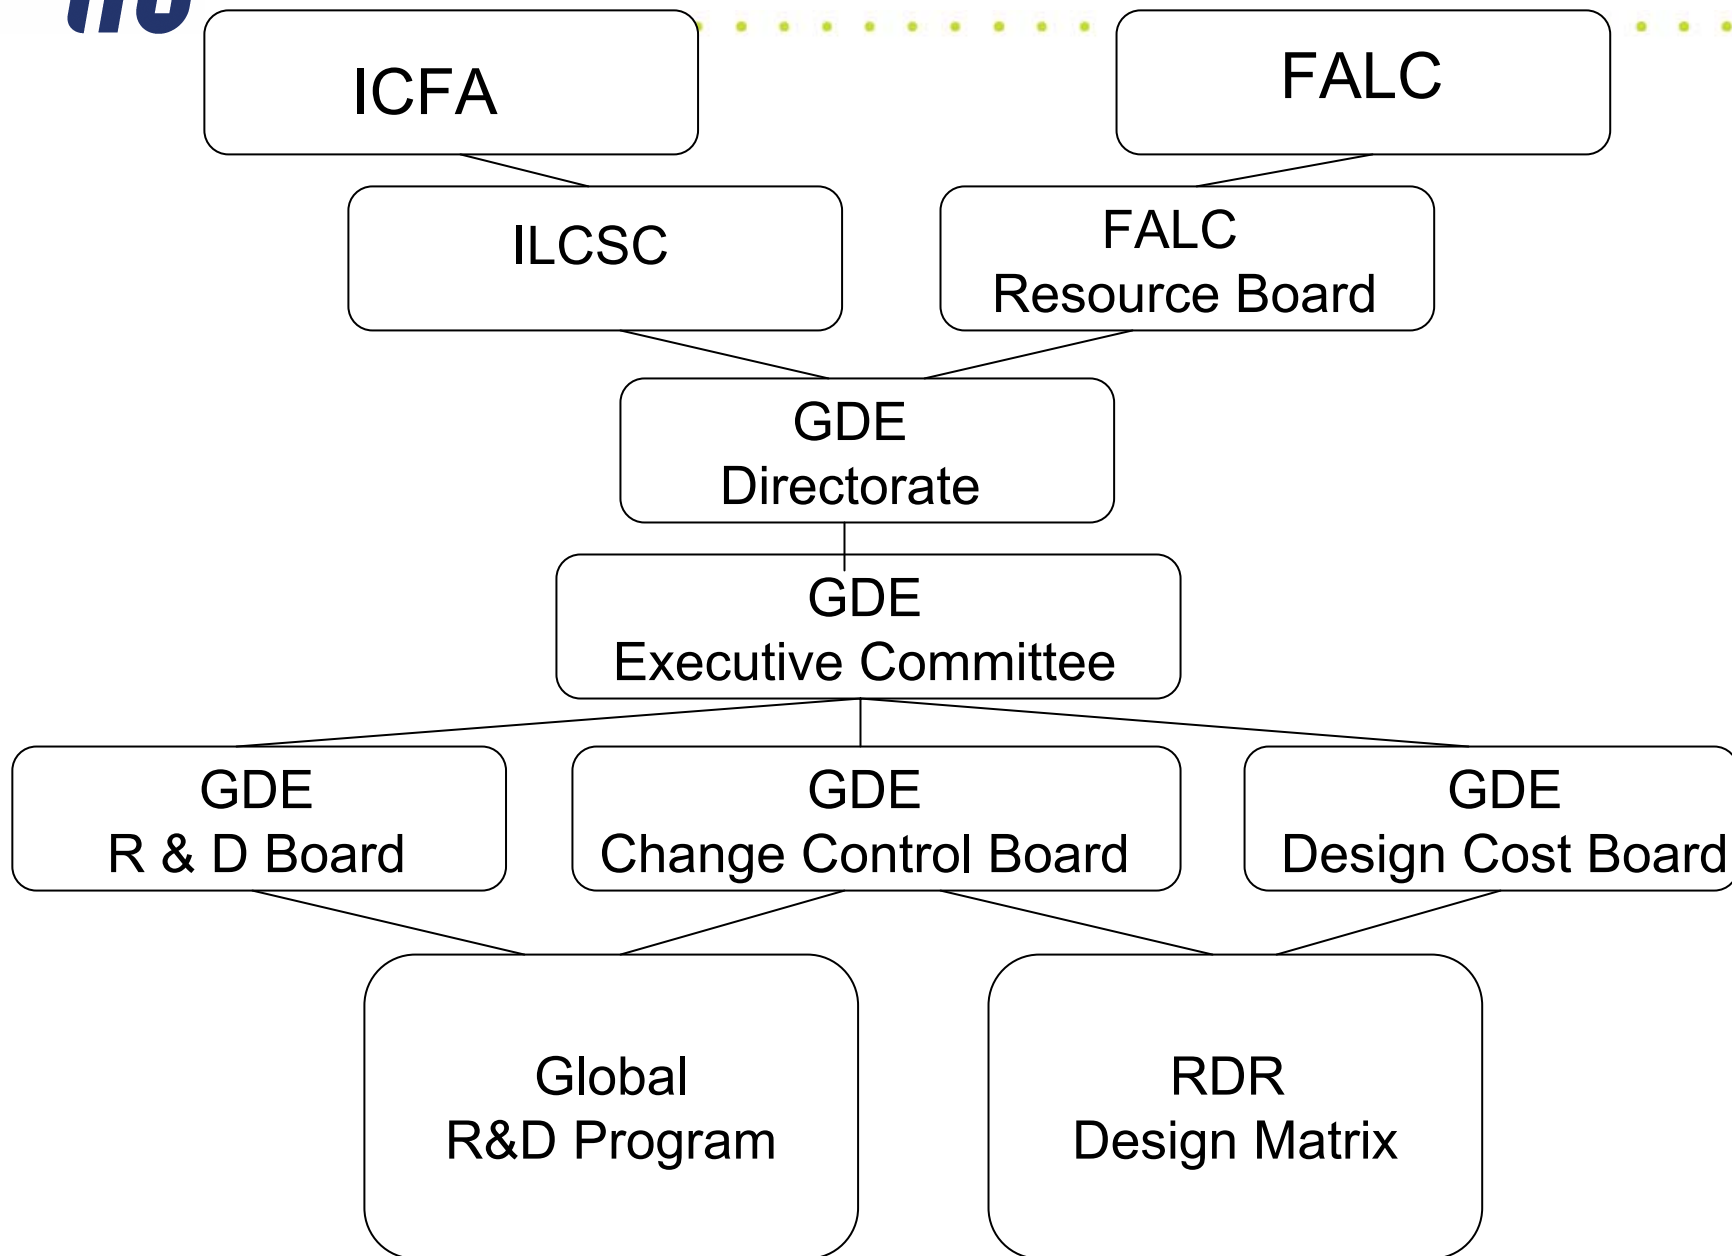 ICFA
FALC
ILCSC
FALC
Resource Board
GDE
Directorate
GDE
Executive Committee
GDE
R & D Board
GDE
Change Control Board
GDE
Design Cost Board
Global
R&D Program
RDR
Design Matrix